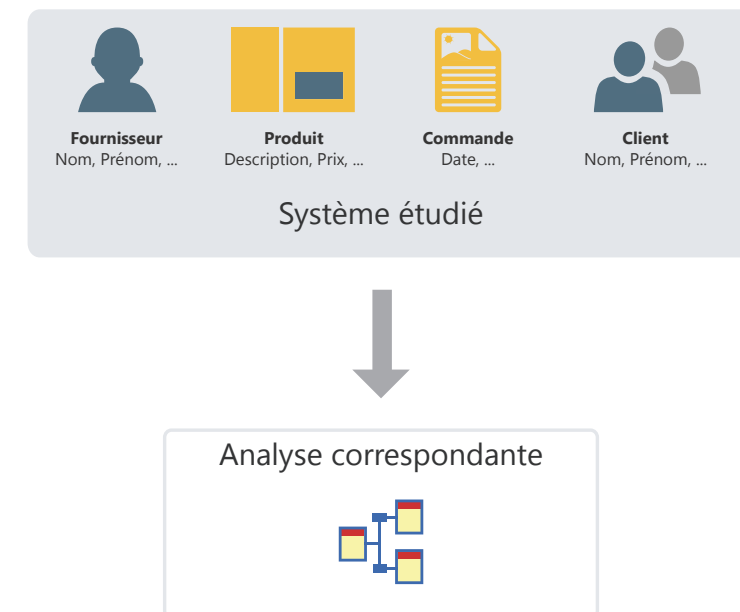 Fournisseur
Nom, Prénom, ...
Produit
Description, Prix, ...
Commande
Date, ...
Client
Nom, Prénom, ...
Système étudié
Analyse correspondante